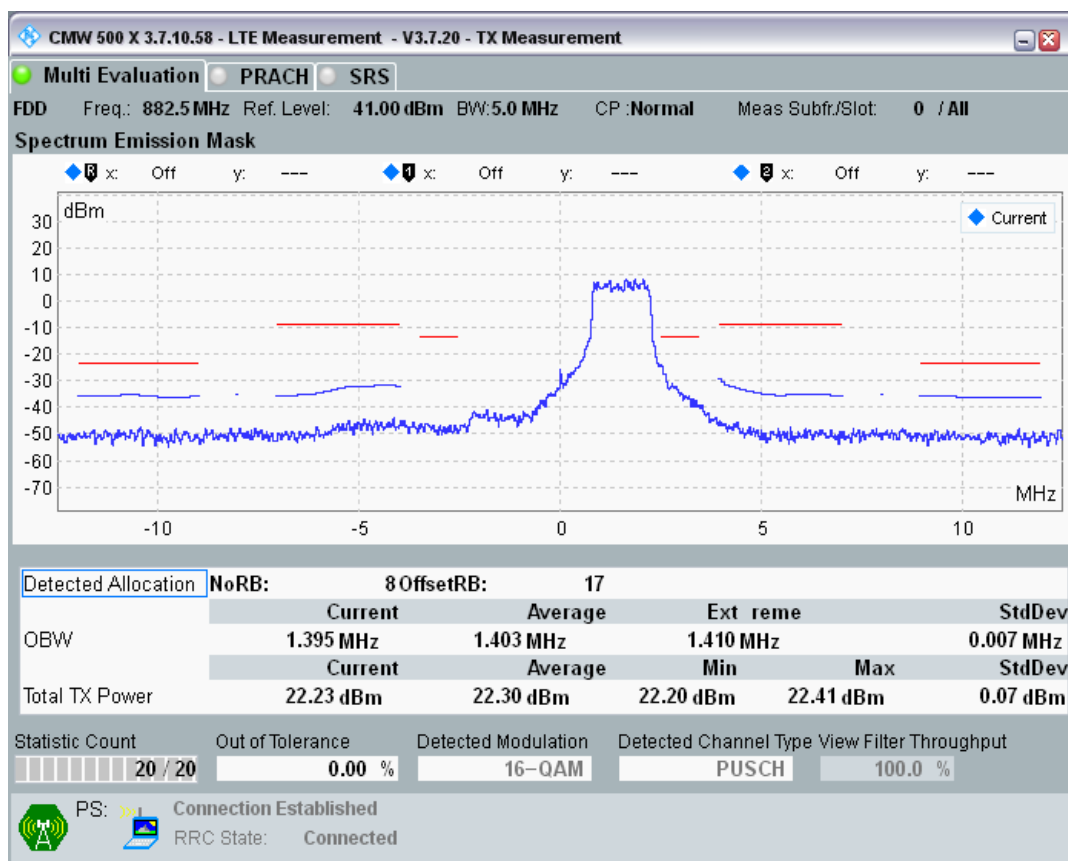 CMW 500 X 3.7.10.58 - LTE Measurement - V3.7.20 - TX Measurement
Multi Evaluation PRACH SRS
FDD Freq.: 882.5 MHz Ref. Level: 41.00 dBm BW:5.0 MHz CP :Normal Meas Subfr./Slot: 0 / All
Spectrum Emission Mask
R x: Off y: --- 1 x: Off y: --- 2 x: Off y: ---
dBm
Current
30
20
10
0
-10
-20
-30
-40
-50
-60
-70
MHz
-10 -5 0 5 10
Detected Allocation NoRB: 8 OffsetRB: 17
Current Average Ext reme StdDev
OBW 1.395 MHz 1.403 MHz 1.410 MHz 0.007 MHz
Current Average Min Max StdDev
Total TX Power 22.23 dBm 22.30 dBm 22.20 dBm 22.41 dBm 0.07 dBm
Statistic Count Out of Tolerance Detected Modulation Detected Channel Type View Filter Throughput
20 / 20 0.00 % 16-QAM PUSCH 100.0 %
PS: Connection Established
RRC State: Connected